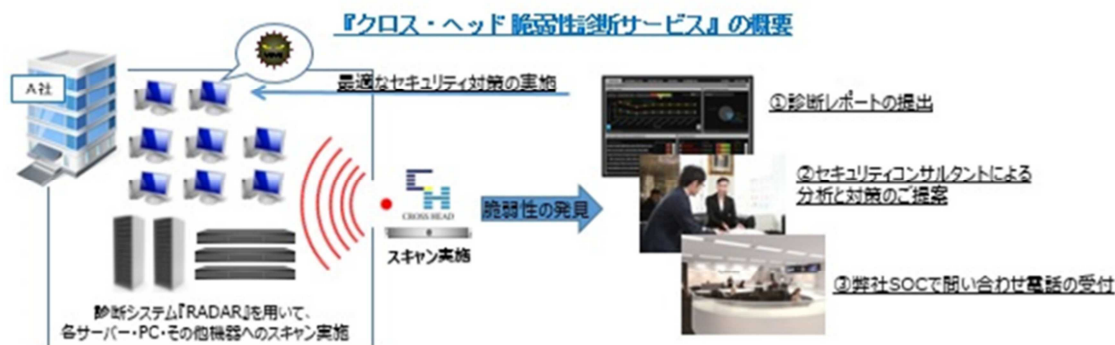 『クロス・ヘッド 脆弱性診断サービス』の概要
A社
最適なセキュリティ対策の実施
①診断レポートの提出
②セキュリティコンサルタントによる
分析と対策のご提案
CROSS HEAD
脆弱性の発見
スキャン実施
③弊社SOCで問い合わせ電話の受付
診断システム『RADAR』を用いて、
各サーバー・PC・その他機器へのスキャン実施